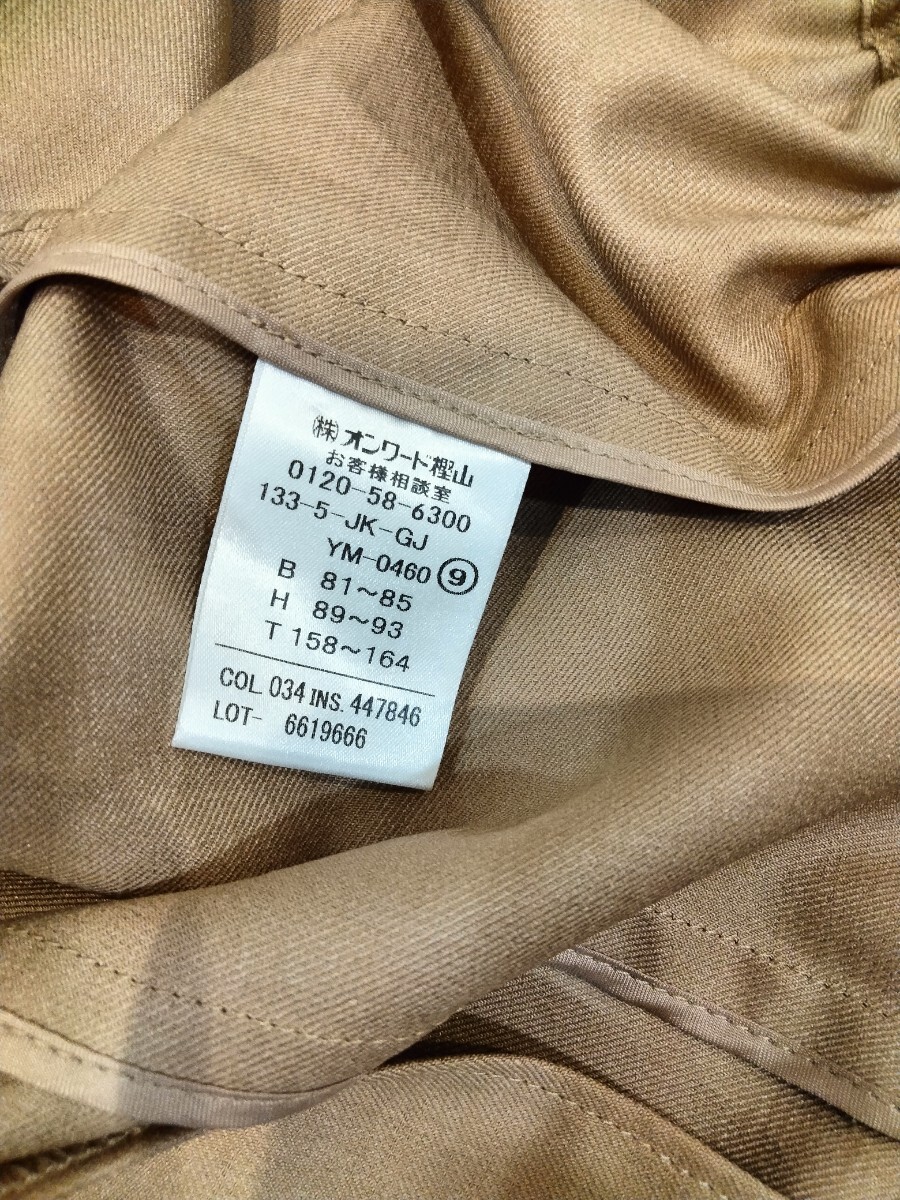 ㈱オンワード樫山
お客様相談室
0120-58-6300
133-5-JK-GJ
YM-0460 ⑨
B 81～85
H 89～93
T 158～164
COL 034 INS. 447846
LOT- 6619666